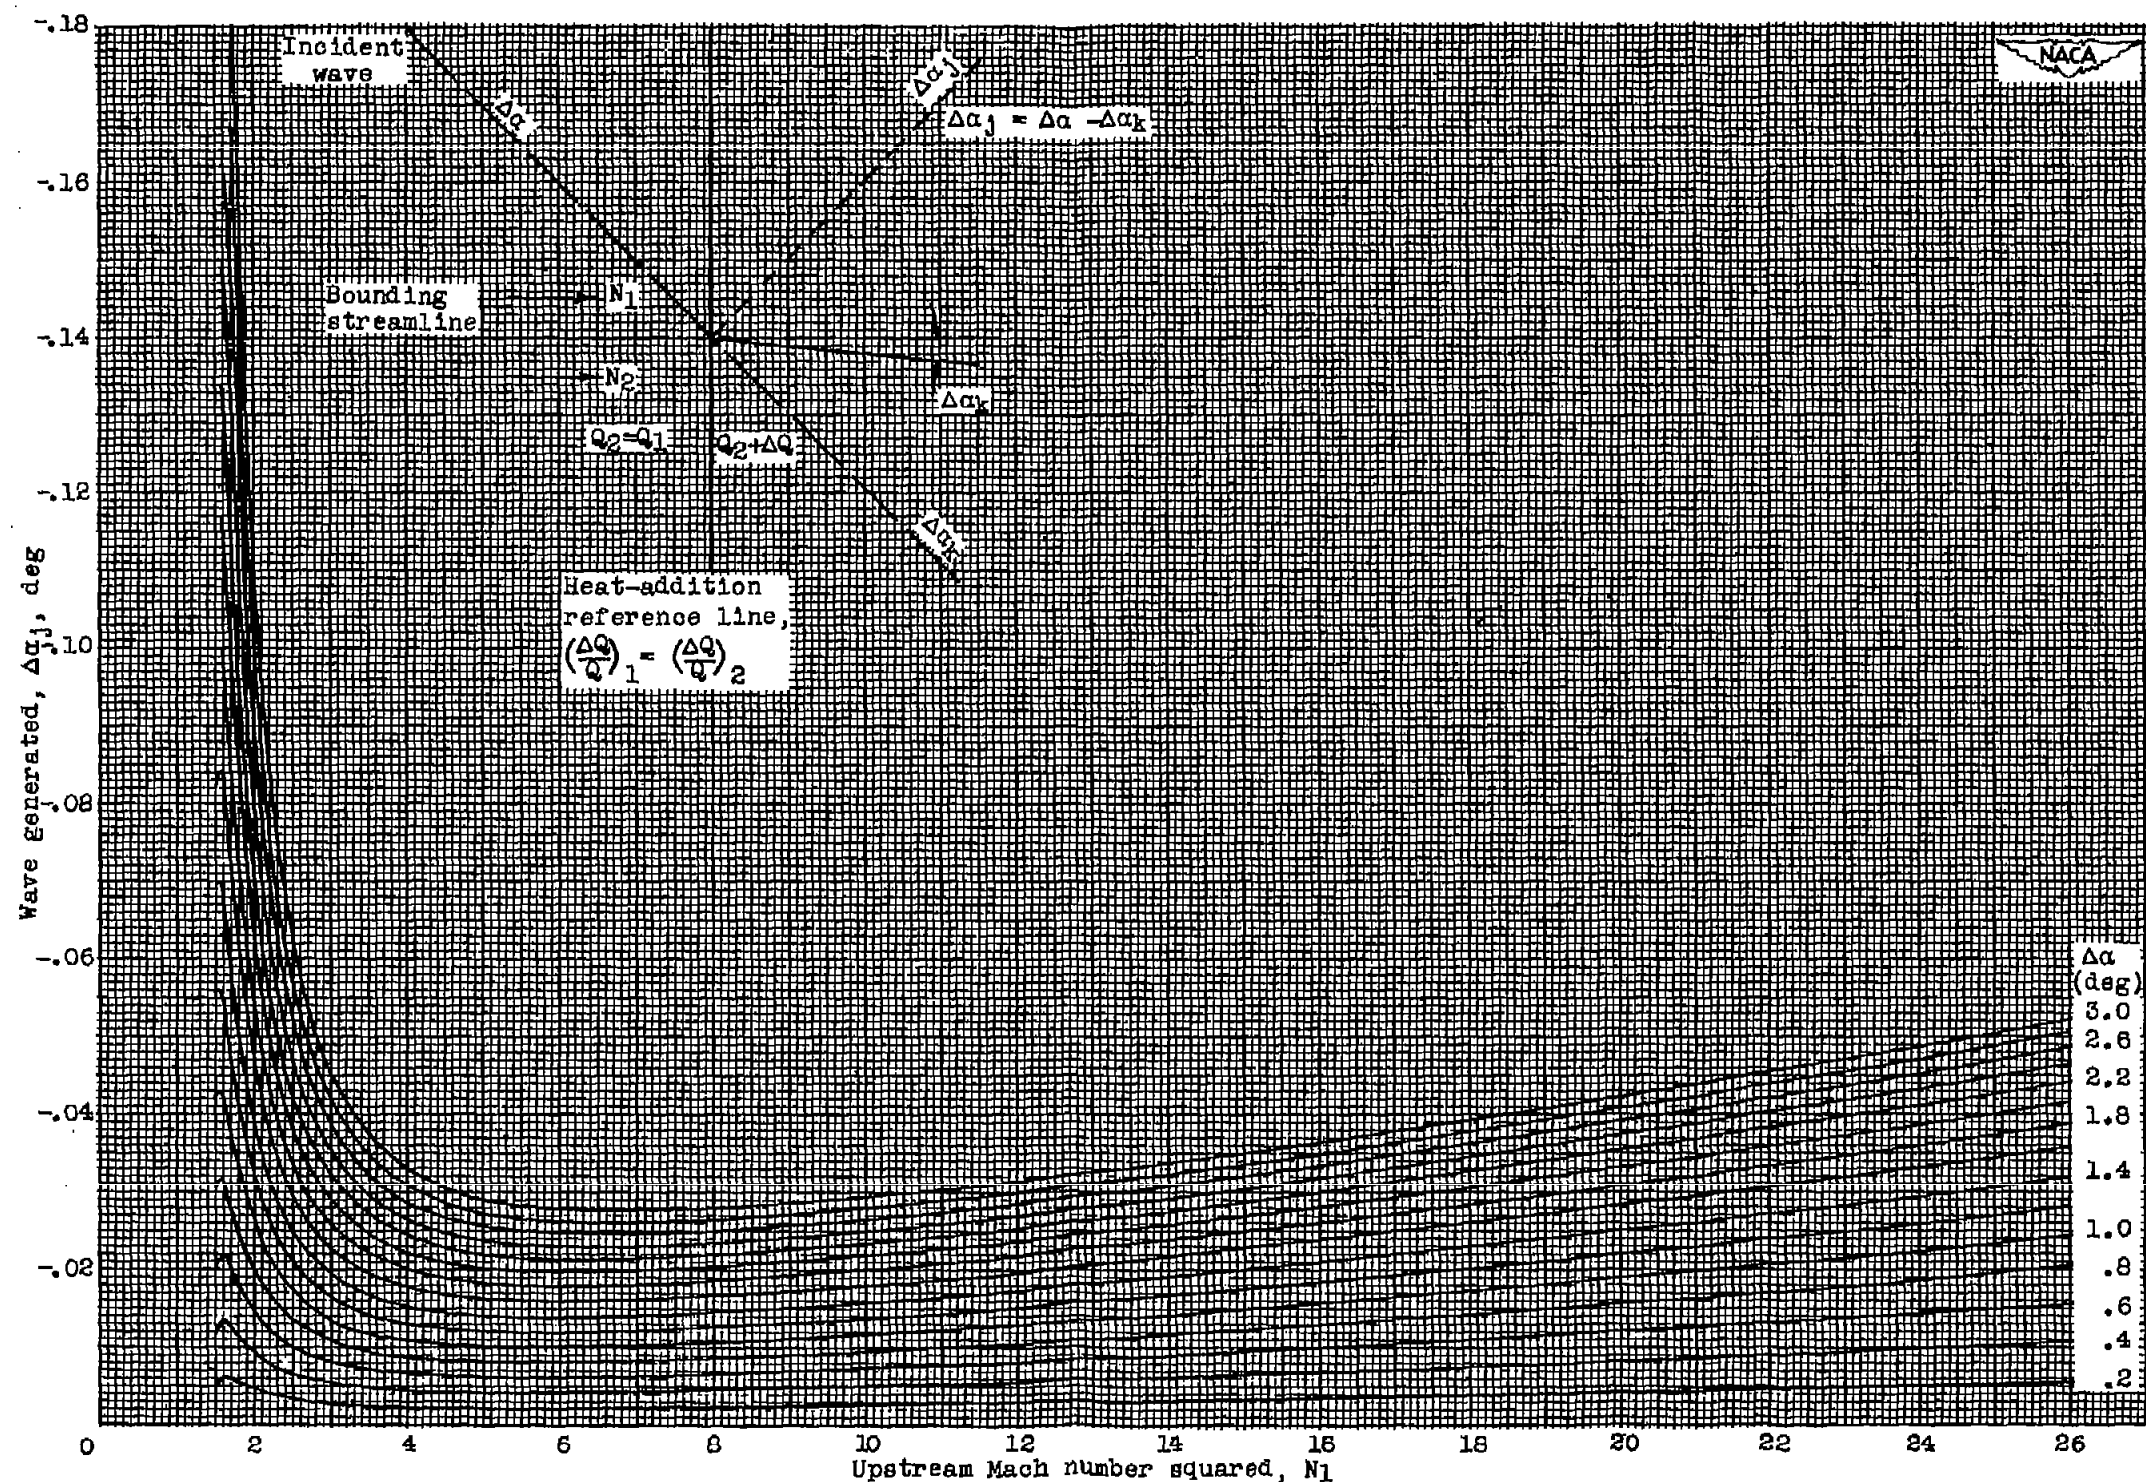 -.18
-.16
-.14
-.12
-.10
-.08
-.06
-.04
-.02
Wave generated, Δαj, deg
Incident
wave
Δα
Δαj
Δαj = Δα -Δαk
NACA
Bounding
streamline
N1
N2
Δαk
Q2=Q1
Q2+ΔQ
Δαk
Heat-addition
reference line,
(ΔQ/Q)1 = (ΔQ/Q)2
Δα
(deg)
3.0
2.6
2.2
1.8
1.4
1.0
.8
.6
.4
.2
0 2 4 6 8 10 12 14 16 18 20 22 24 26
Upstream Mach number squared, N1